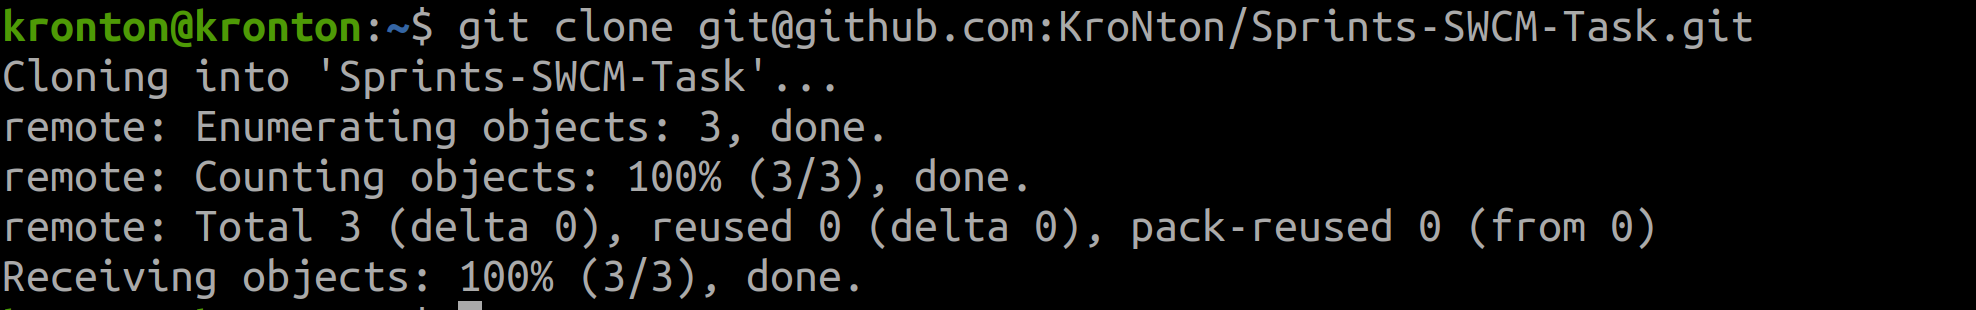 kronton@kronton:~$ git clone git@github.com:KroNton/Sprints-SWCM-Task.git
Cloning into 'Sprints-SWCM-Task'...
remote: Enumerating objects: 3, done.
remote: Counting objects: 100% (3/3), done.
remote: Total 3 (delta 0), reused 0 (delta 0), pack-reused 0 (from 0)
Receiving objects: 100% (3/3), done.